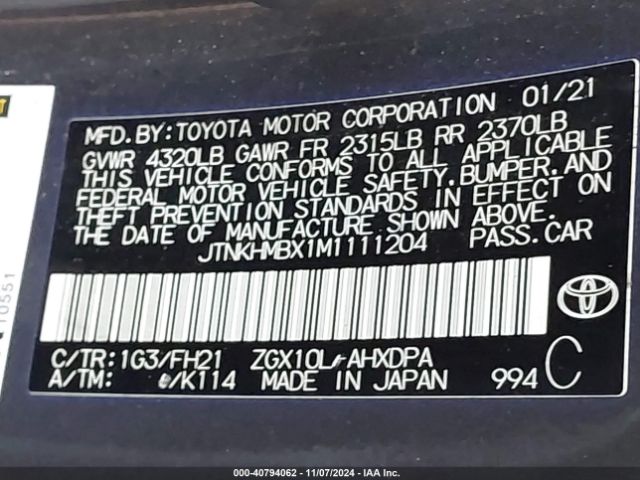 MFD. BY: TOYOTA MOTOR CORPORATION 01/21
GVWR 4320LB GAWR FR 2315LB RR 2370LB
THIS VEHICLE CONFORMS TO ALL APPLICABLE
FEDERAL MOTOR VEHICLE SAFETY, BUMPER, AND
THEFT PREVENTION STANDARDS IN EFFECT ON
THE DATE OF MANUFACTURE SHOWN ABOVE.
JTNKHMBX1M1111204 PASS. CAR
10551
C/TR: 1G3/FH21 ZGX10L-AHXDPA
A/TM: /K114 MADE IN JAPAN 994 C
000-40794062 - 11/07/2024 - IAAI.com